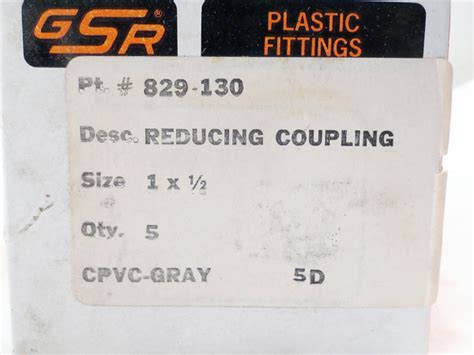 GSR
PLASTIC
FITTINGS
Pt. # 829-130
Desc. REDUCING COUPLING
Size 1 x ½
Qty. 5
CPVC-GRAY 5D